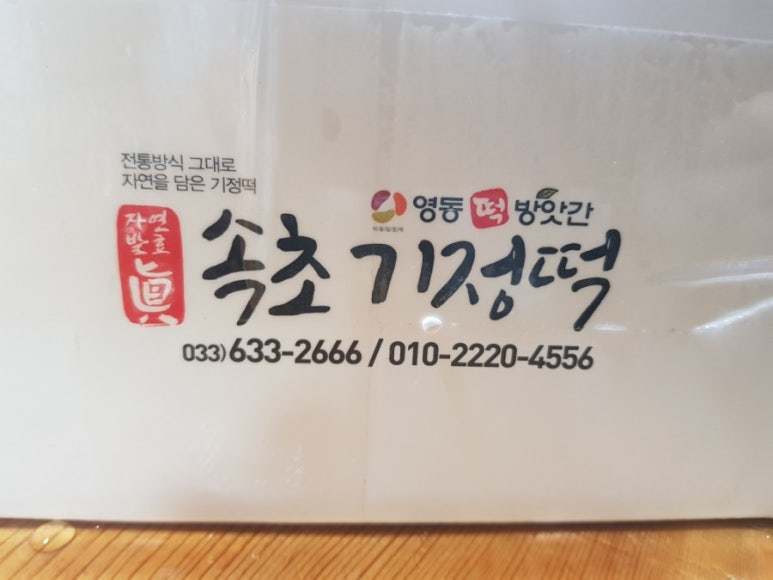 전통방식 그대로
자연을 담은 기정떡
영동 떡 방앗간
자연
발효
眞
속초 기정떡
033) 633-2666 / 010-2220-4556